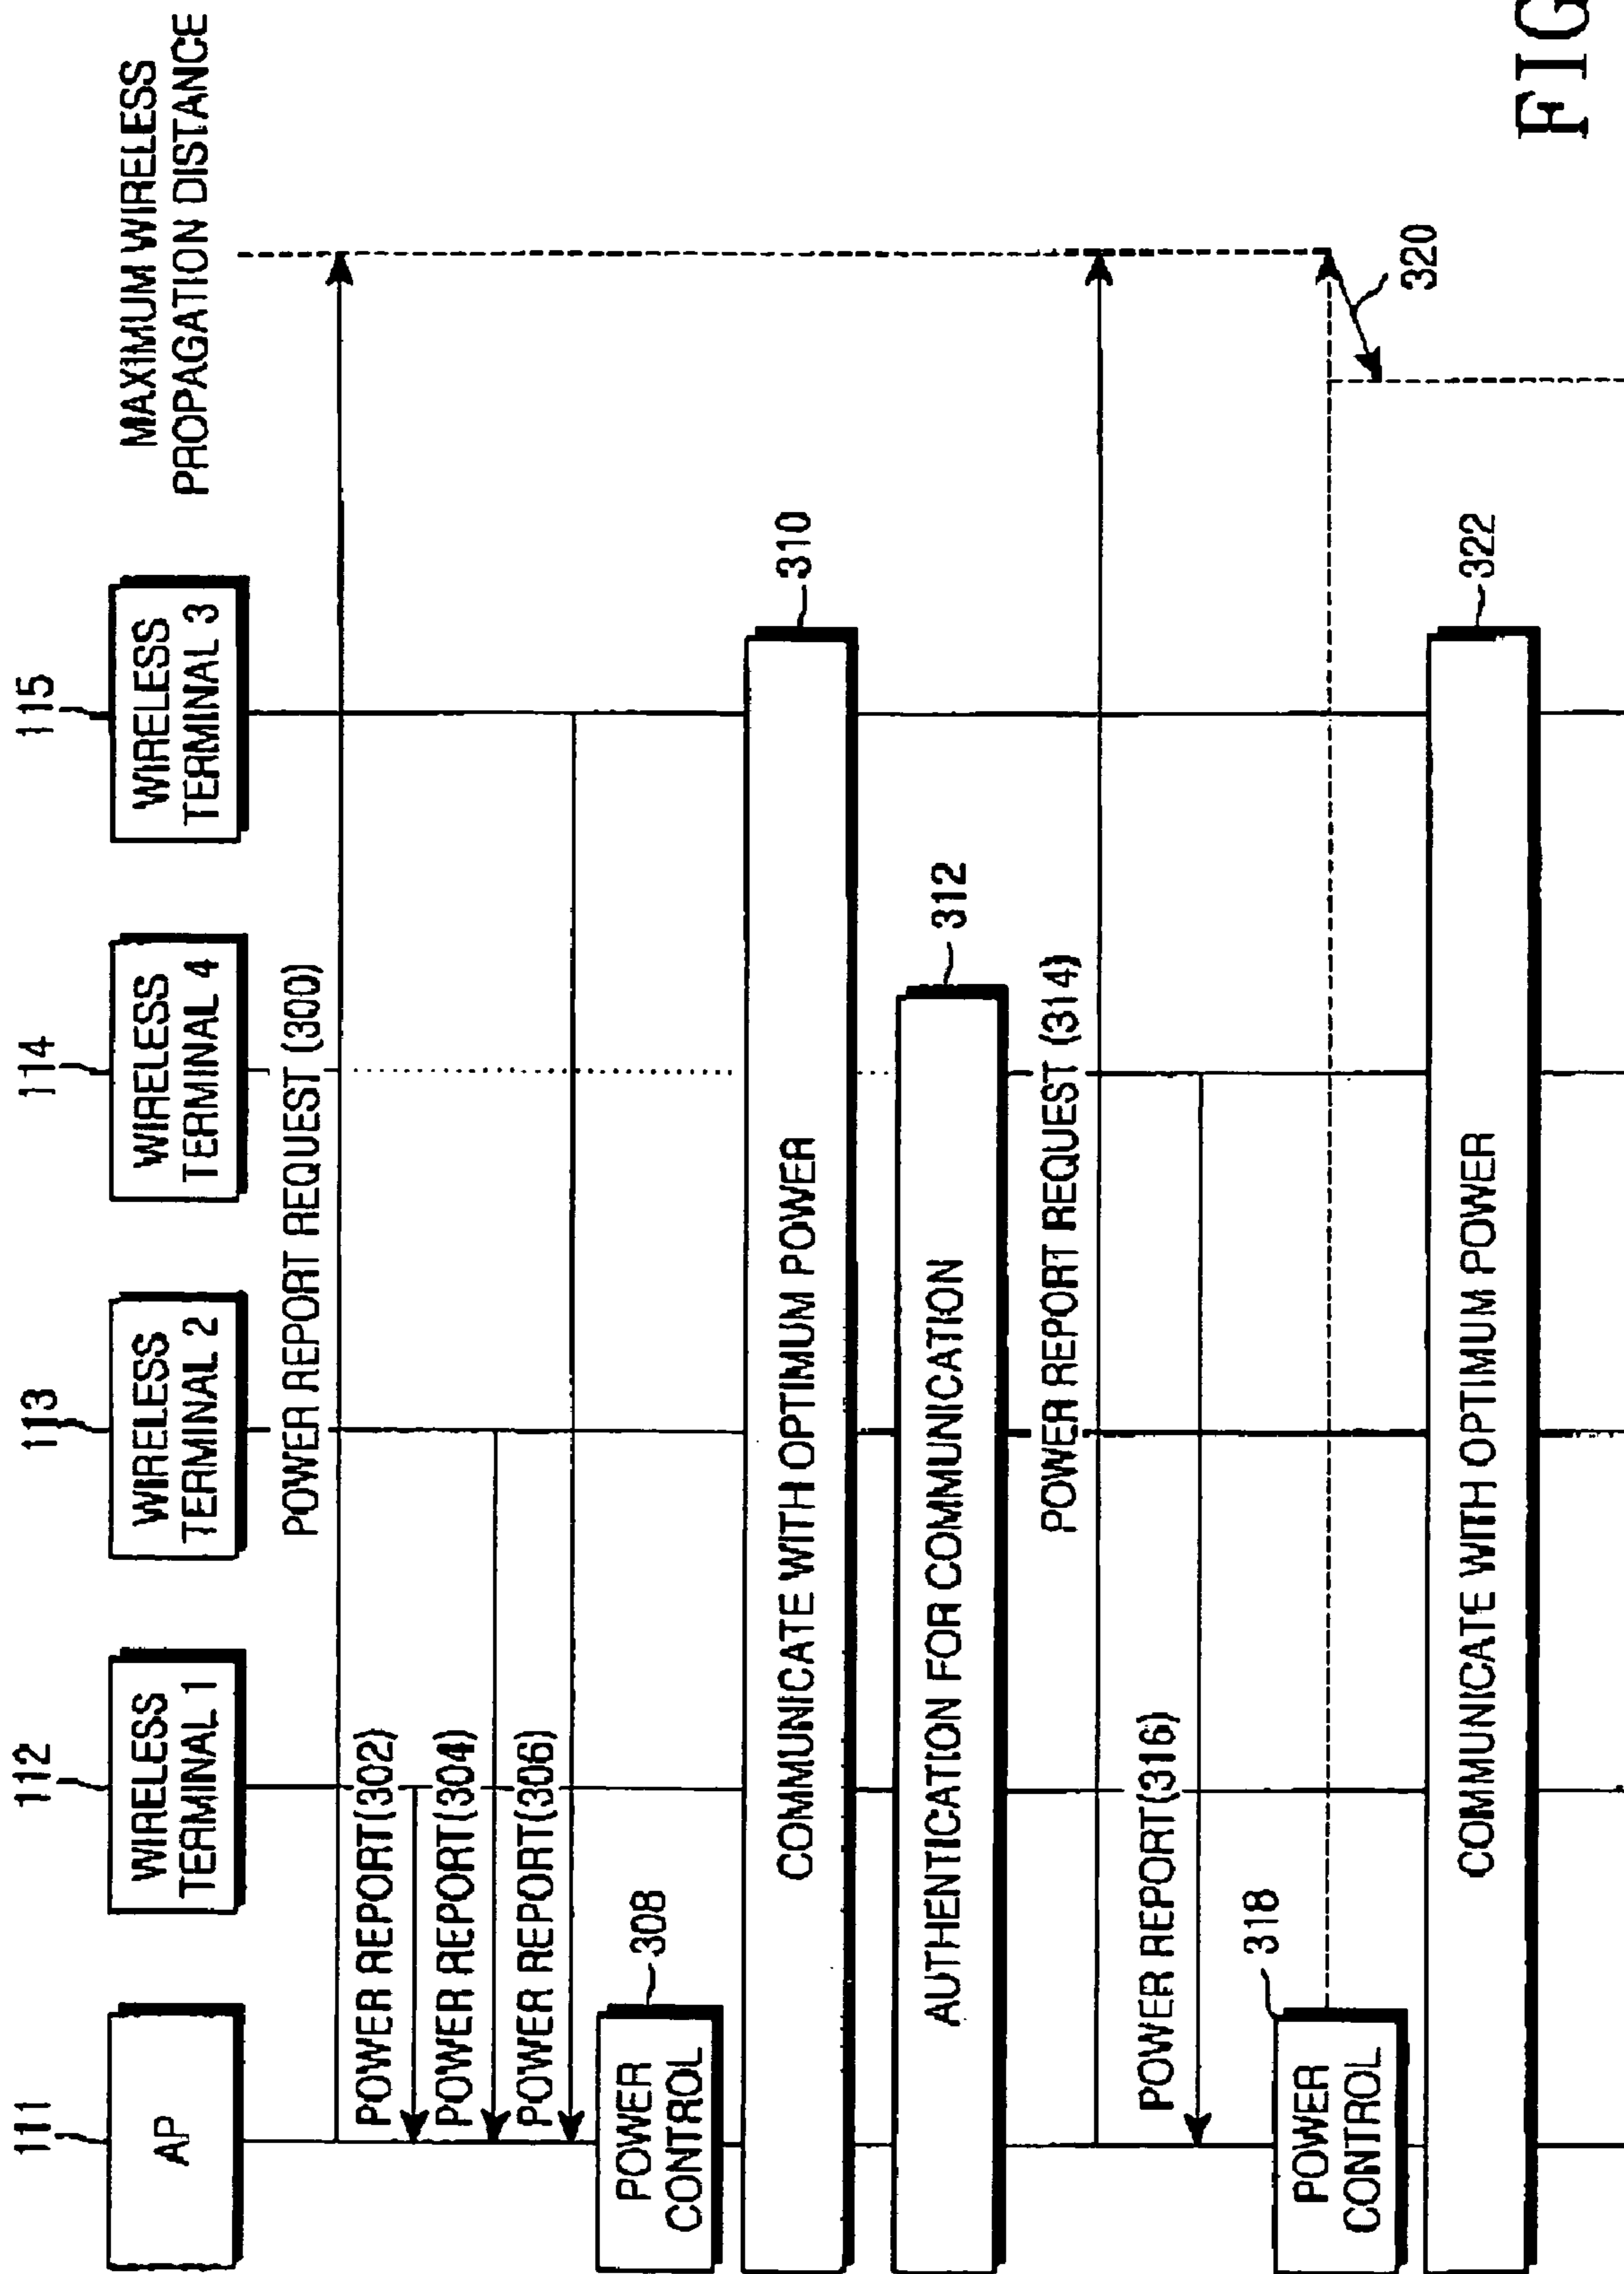 111
112
113
114
115
AP
WIRELESS
TERMINAL 1
WIRELESS
TERMINAL 2
WIRELESS
TERMINAL 4
WIRELESS
TERMINAL 3
MAXIMUM WIRELESS
PROPAGATION DISTANCE
POWER REPORT REQUEST (300)
POWER REPORT(302)
POWER REPORT(304)
POWER REPORT(306)
POWER
CONTROL
308
COMMUNICATE WITH OPTIMUM POWER
310
AUTHENTICATION FOR COMMUNICATION
312
POWER REPORT REQUEST (314)
POWER REPORT(316)
POWER
CONTROL
318
320
COMMUNICATE WITH OPTIMUM POWER
322
FIG